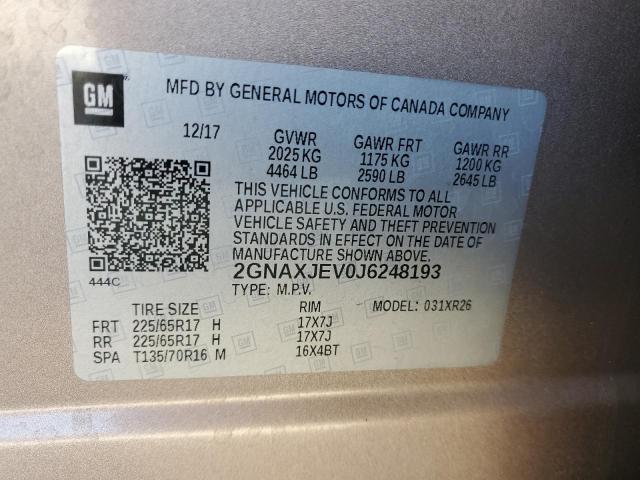 GM
MFD BY GENERAL MOTORS OF CANADA COMPANY
12/17 GVWR GAWR FRT GAWR RR
2025 KG 1175 KG 1200 KG
4464 LB 2590 LB 2645 LB
THIS VEHICLE CONFORMS TO ALL
APPLICABLE U.S. FEDERAL MOTOR
VEHICLE SAFETY AND THEFT PREVENTION
STANDARDS IN EFFECT ON THE DATE OF
MANUFACTURE SHOWN ABOVE.
2GNAXJEV0J6248193
444C
TYPE: M.P.V.
TIRE SIZE RIM MODEL: 031XR26
FRT 225/65R17 H 17X7J
RR 225/65R17 H 17X7J
SPA T135/70R16 M 16X4BT